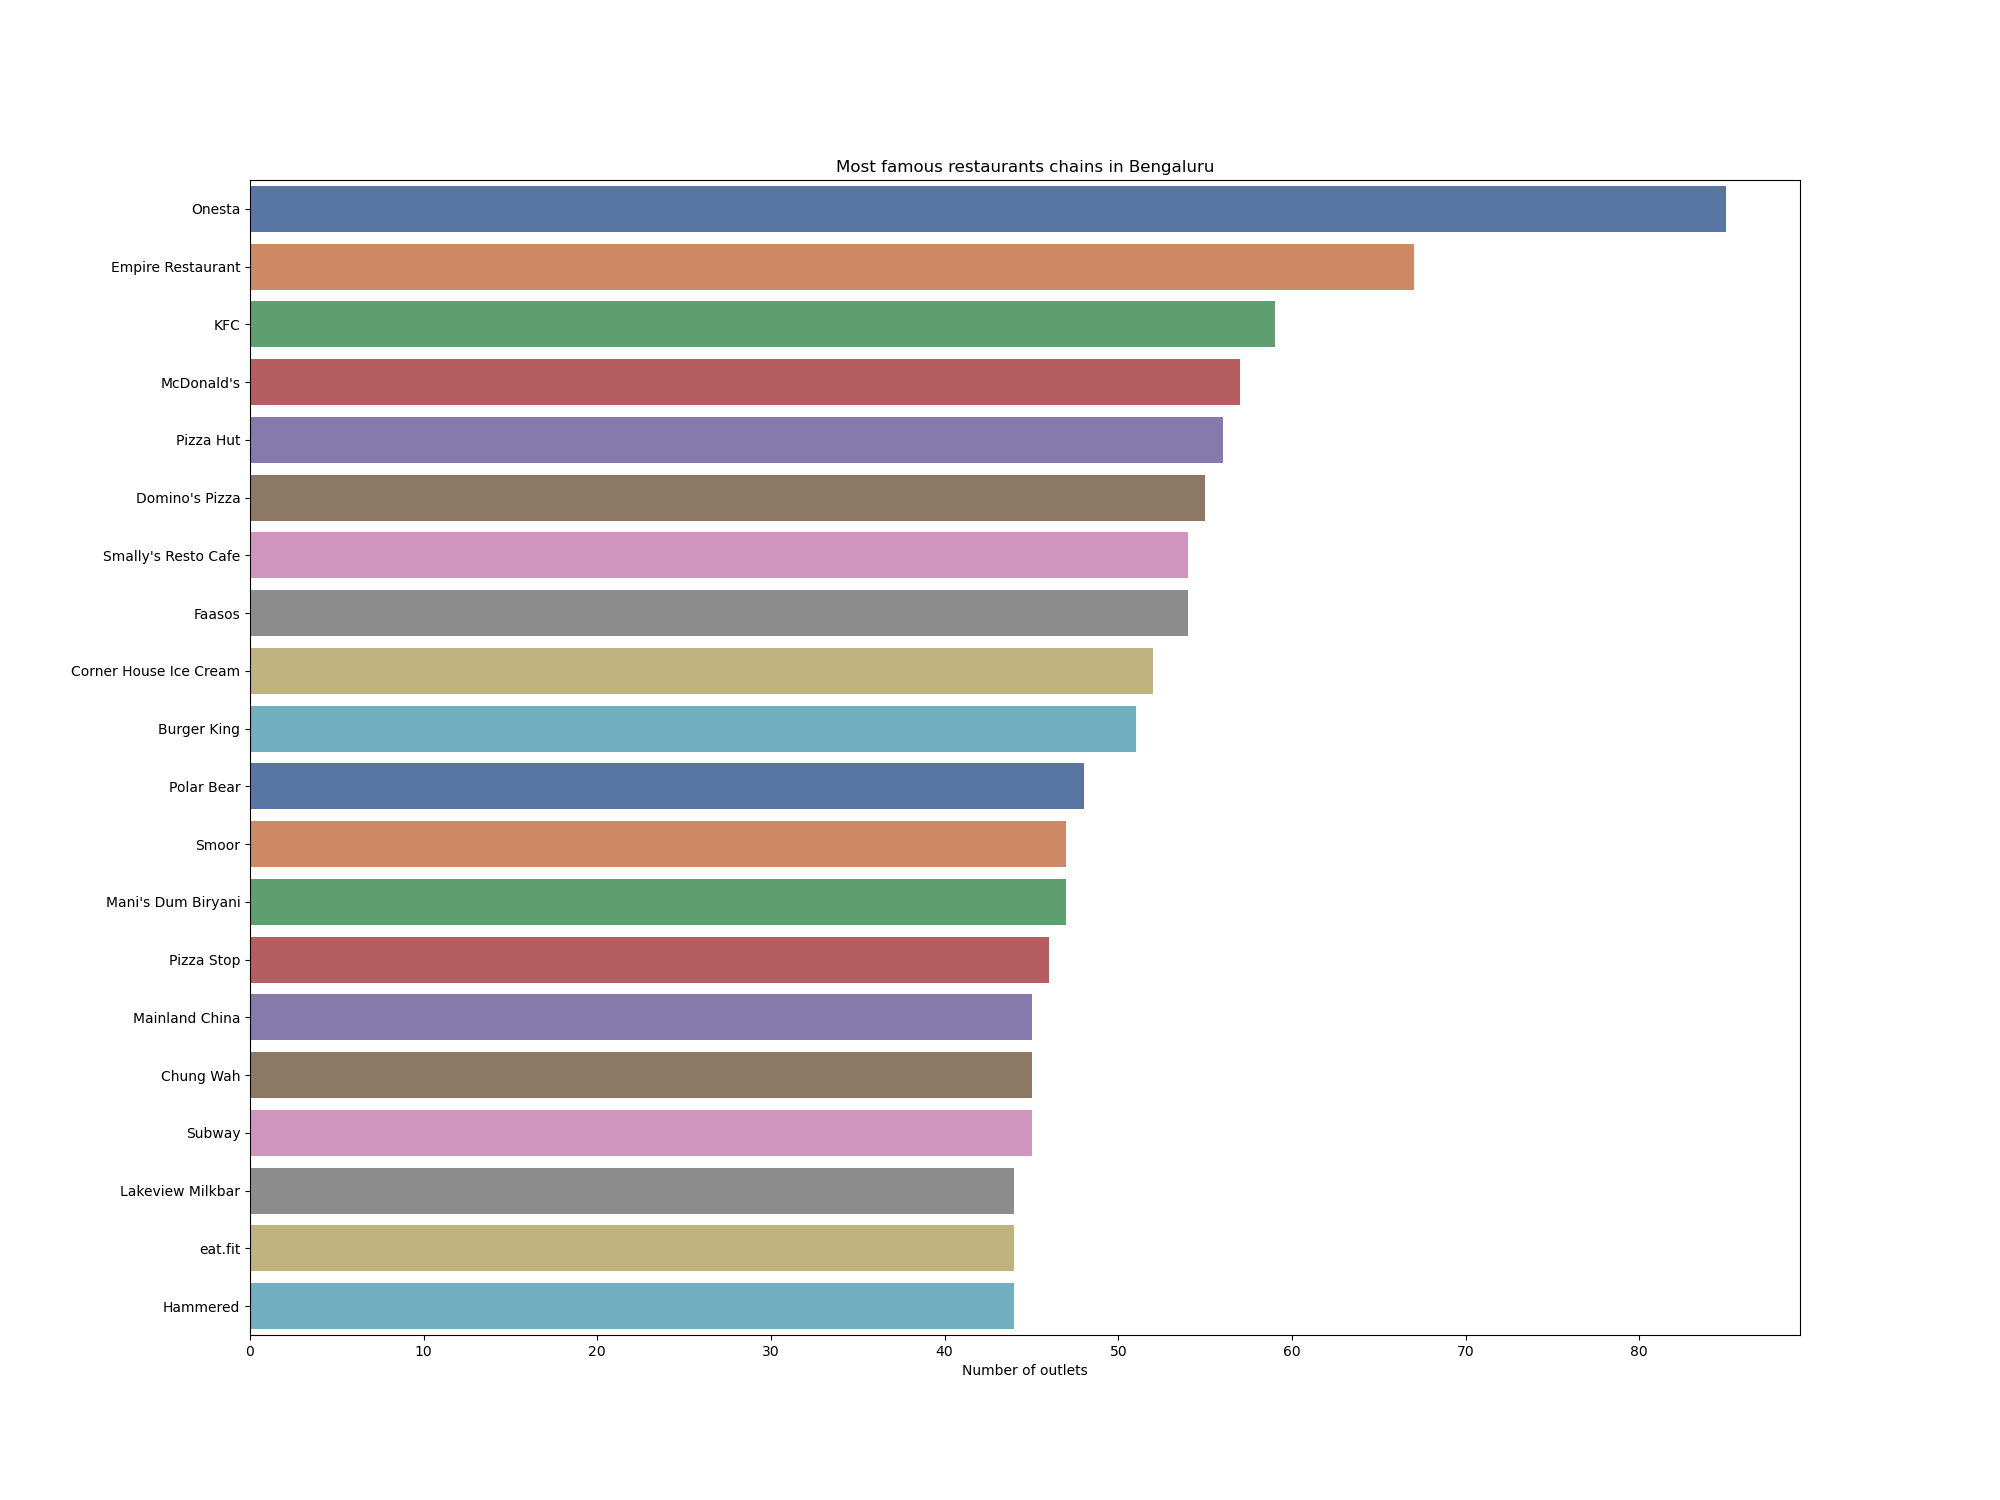 Most famous restaurants chains in Bengaluru
Onesta
Empire Restaurant
KFC
McDonald's
Pizza Hut
Domino's Pizza
Smally's Resto Cafe
Faasos
Corner House Ice Cream
Burger King
Polar Bear
Smoor
Mani's Dum Biryani
Pizza Stop
Mainland China
Chung Wah
Subway
Lakeview Milkbar
eat.fit
Hammered
0 10 20 30 40 50 60 70 80
Number of outlets